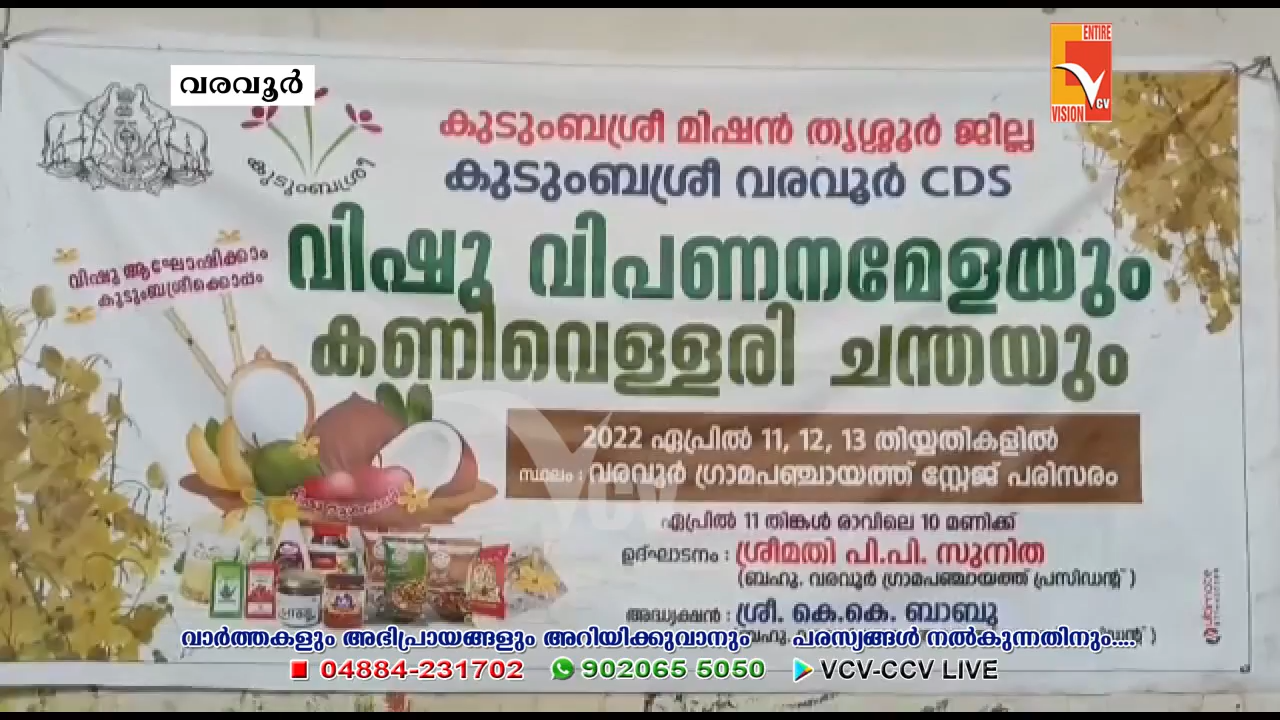 വരവൂർ
ENTIRE
VCV
VISION
കുടുംബശ്രീ
കുടുംബശ്രീ മിഷൻ തൃശ്ശൂർ ജില്ല
കുടുംബശ്രീ വരവൂർ CDS
വിഷു ആഘോഷിക്കാം
കുടുംബശ്രീക്കൊപ്പം
വിഷു വിപണനമേളയും
കണ്ണിവെള്ളരി ചന്തയും
2022 ഏപ്രിൽ 11, 12, 13 തിയ്യതികളിൽ
സ്ഥലം : വരവൂർ ഗ്രാമപഞ്ചായത്ത് സ്റ്റേജ് പരിസരം
VCV
ഏപ്രിൽ 11 തിങ്കൾ രാവിലെ 10 മണിക്ക്
ഉദ്ഘാടനം : ശ്രീമതി പി.പി. സുനിത
(ബഹു. വരവൂർ ഗ്രാമപഞ്ചായത്ത് പ്രസിഡന്റ് )
അദ്ധ്യക്ഷൻ : ശ്രീ. കെ.കെ. ബാബു
വാർത്തകളും അഭിപ്രായങ്ങളും അറിയിക്കുവാനും പരസ്യങ്ങൾ നൽകുന്നതിനും....
04884-231702 902065 5050 VCV-CCV LIVE